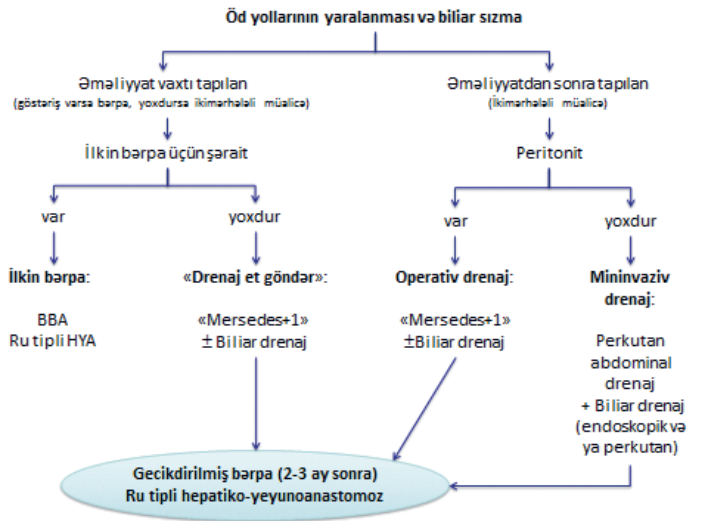 Öd yollarının yaralanması və biliar sızma
Əməliyyat vaxtı tapılan
(göstəriş varsa bərpa, yoxdursa ikimərhələli müalicə)
Əməliyyatdan sonra tapılan
(İkimərhələli müalicə)
İlkin bərpa üçün şərait
Peritonit
var
yoxdur
var
yoxdur
İlkin bərpa:
BBA
Ru tipli HYA
«Drenaj et göndər»:
«Mersedes+1»
± Biliar drenaj
Operativ drenaj:
«Mersedes+1»
±Biliar drenaj
Mininvaziv
drenaj:
Perkutan
abdominal
drenaj
+ Biliar drenaj
(endoskopik və
ya perkutan)
Gecikdirilmiş bərpa (2-3 ay sonra)
Ru tipli hepatiko-yeyunoanastomoz